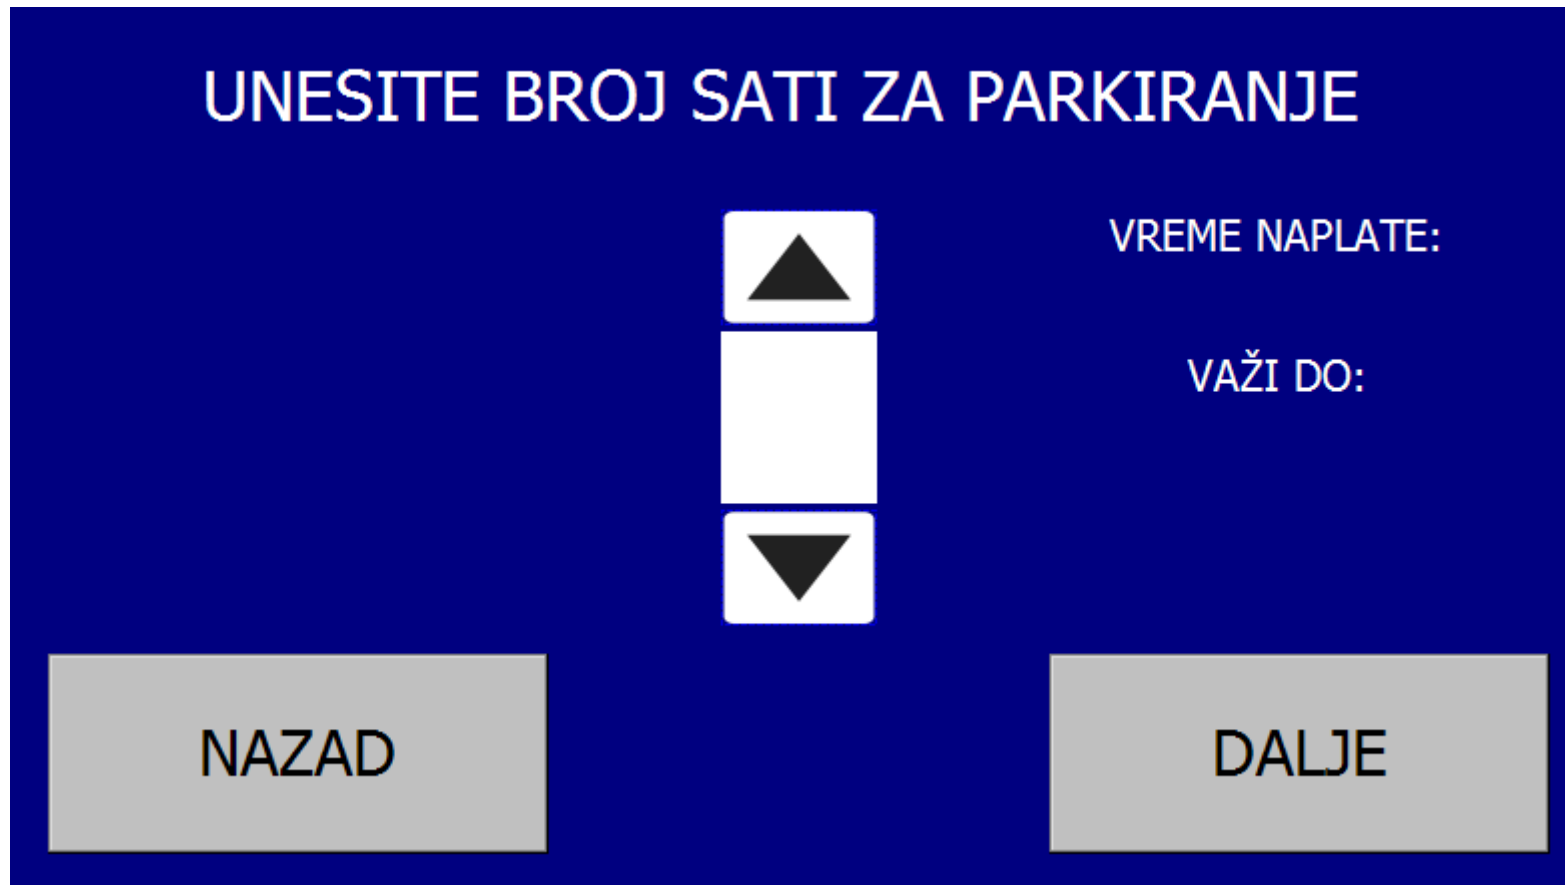 UNESITE BROJ SATI ZA PARKIRANJE
VREME NAPLATE:
VAŽI DO:
NAZAD
DALJE